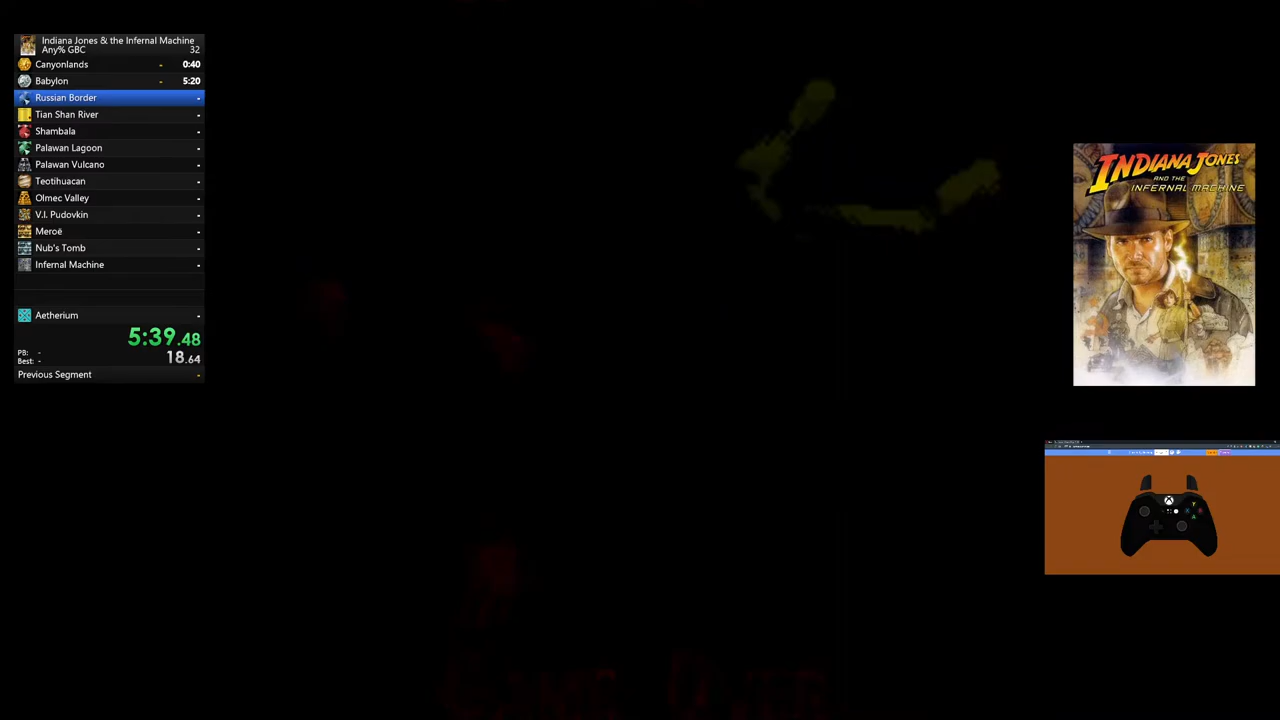 Indiana Jones & the Infernal Machine
Any% GBC 32
Canyonlands - 0:40
Babylon - 5:20
Russian Border -
Tian Shan River -
Shambala -
Palawan Lagoon -
Palawan Vulcano -
Teotihuacan -
Olmec Valley -
V.I. Pudovkin -
Meroë -
Nub's Tomb -
Infernal Machine -
Aetherium -
5:39.48
PB: -
Best: - 18.64
Previous Segment -
INDIANA JONES
AND THE
INFERNAL MACHINE
GAME OVER